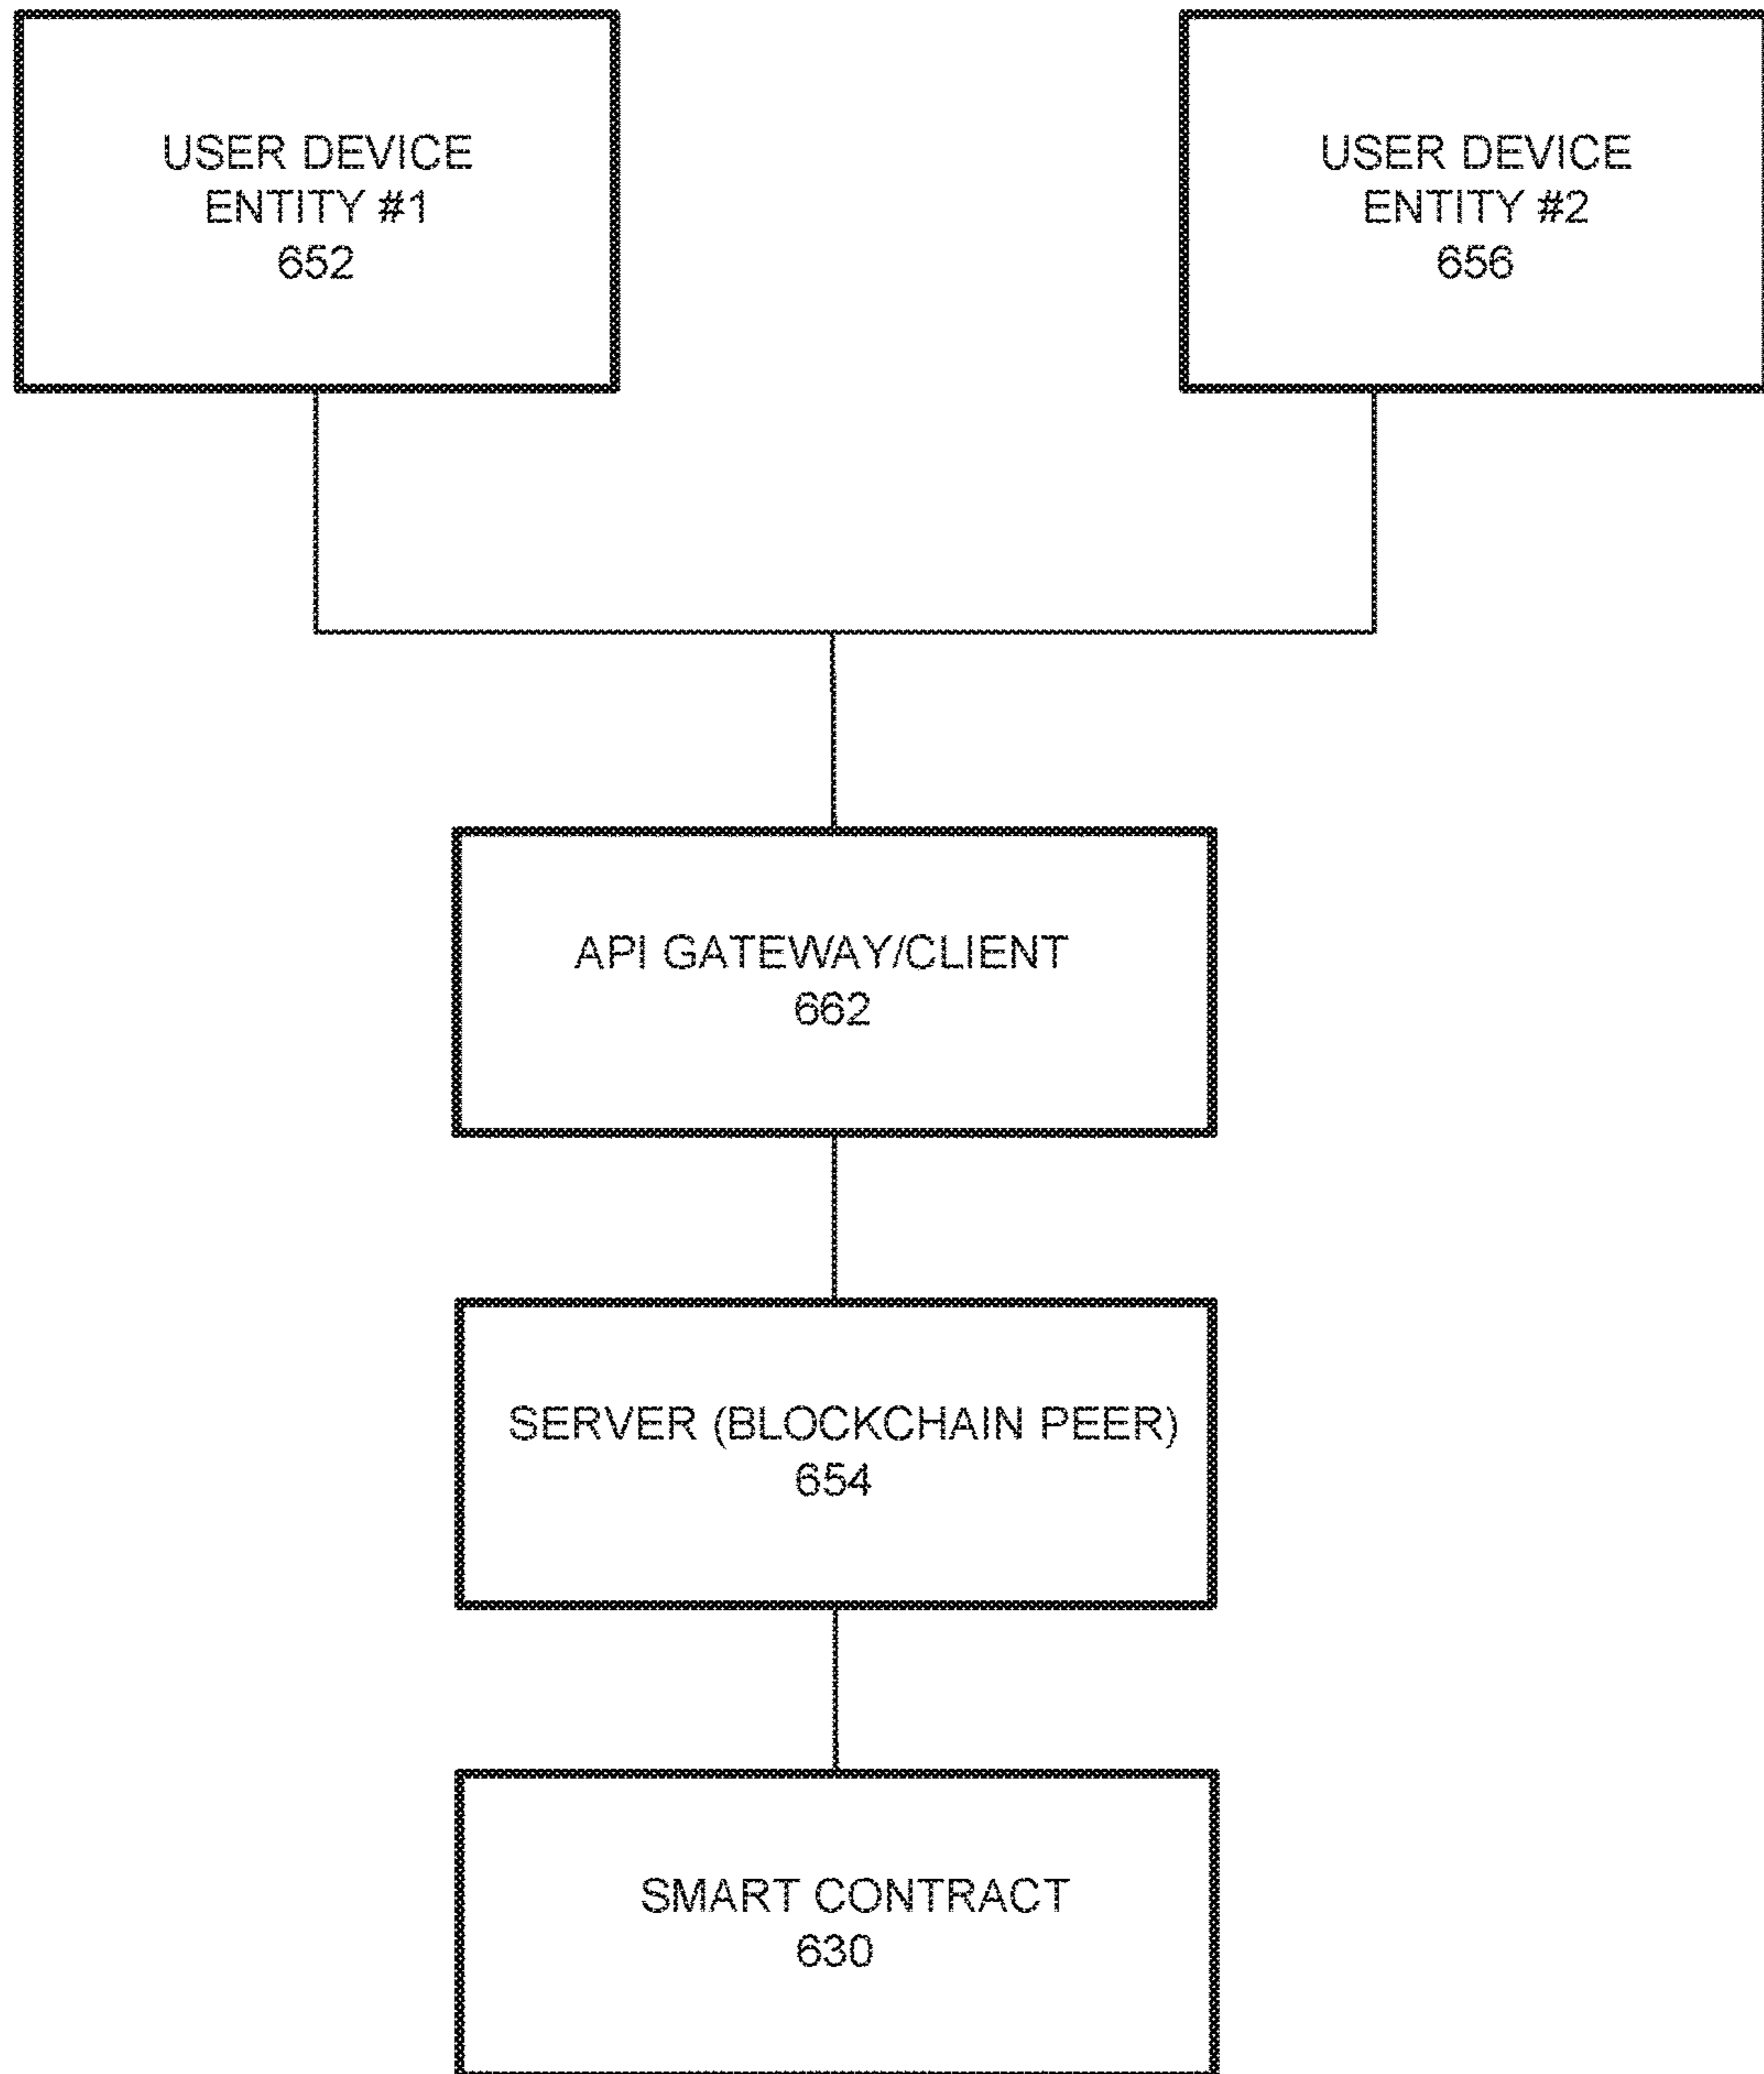 USER DEVICE
ENTITY #1
652
USER DEVICE
ENTITY #2
656
API GATEWAY/CLIENT
662
SERVER (BLOCKCHAIN PEER)
654
SMART CONTRACT
630